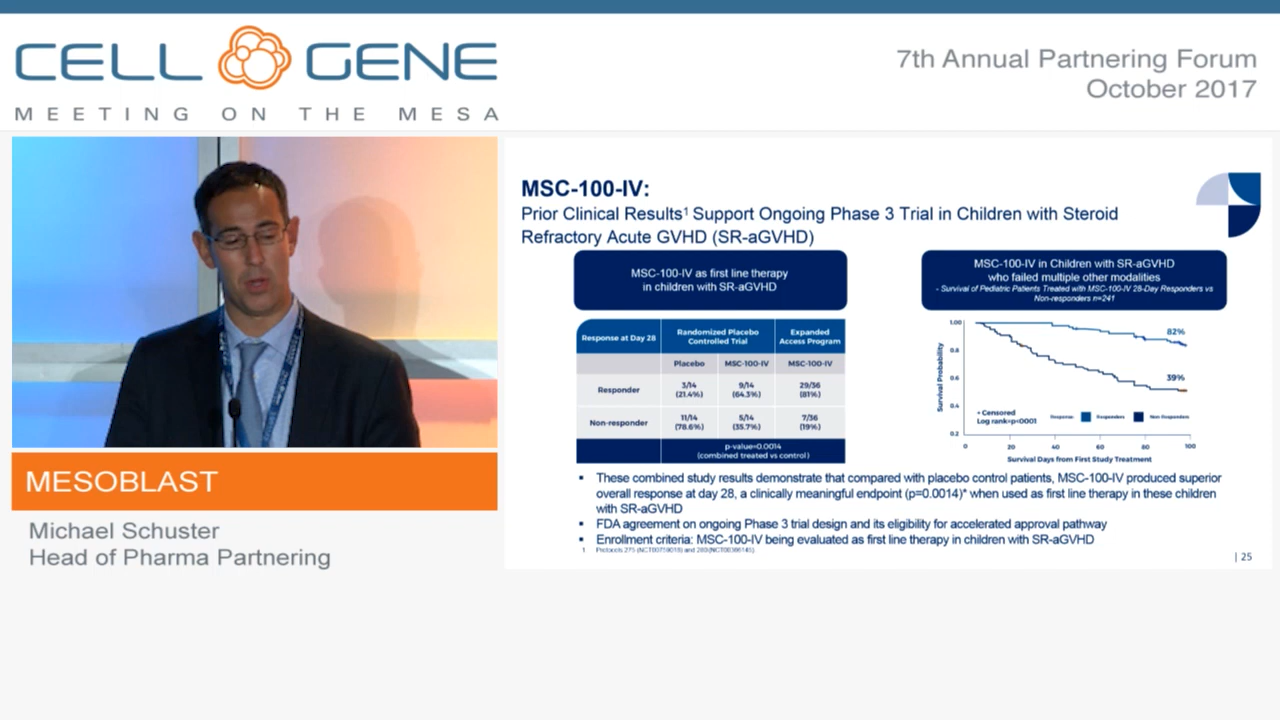 CELL GENE
MEETING ON THE MESA
7th Annual Partnering Forum
October 2017
MESOBLAST
Michael Schuster
Head of Pharma Partnering
MSC-100-IV:
Prior Clinical Results¹ Support Ongoing Phase 3 Trial in Children with Steroid
Refractory Acute GVHD (SR-aGVHD)
MSC-100-IV as first line therapy
in children with SR-aGVHD
Response at Day 28
Randomized Placebo
Controlled Trial
Expanded
Access Program
Placebo
MSC-100-IV
MSC-100-IV
Responder
3/14
(21.4%)
9/14
(64.3%)
29/36
(81%)
Non-responder
11/14
(78.6%)
5/14
(35.7%)
7/36
(19%)
p-value=0.0014
(combined treated vs control)
MSC-100-IV in Children with SR-aGVHD
who failed multiple other modalities
- Survival of Pediatric Patients Treated with MSC-100-IV 28-Day Responders vs
Non-responders n=241
Survival Probability
1.00
0.8
0.6
0.4
0.2
82%
39%
• Censored
Log rank=p<0001
Response
Responders
Non Responders
0 20 40 60 80 100
Survival Days from First Study Treatment
▪ These combined study results demonstrate that compared with placebo control patients, MSC-100-IV produced superior
overall response at day 28, a clinically meaningful endpoint (p=0.0014)* when used as first line therapy in these children
with SR-aGVHD
▪ FDA agreement on ongoing Phase 3 trial design and its eligibility for accelerated approval pathway
▪ Enrollment criteria: MSC-100-IV being evaluated as first line therapy in children with SR-aGVHD
1. Protocols 275 and 280
| 25